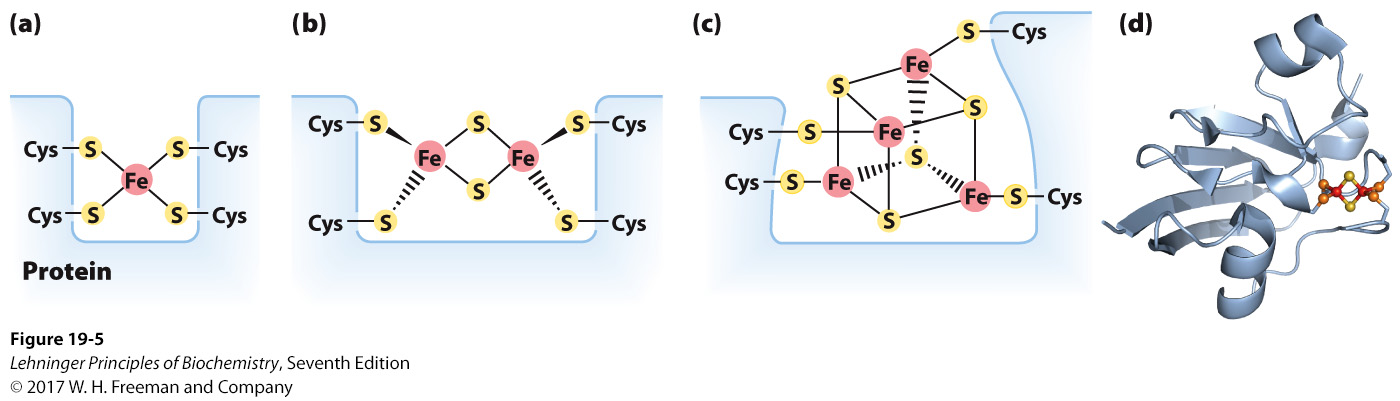 (a)
(b)
(c)
(d)
Cys S S Cys
Fe
Cys S S Cys
Protein
Cys S S S Cys
Fe Fe
S
Cys S S Cys
S Cys
Fe
S
S
Cys S Fe
S
Cys S Fe
Fe S Cys
S
Figure 19-5
Lehninger Principles of Biochemistry, Seventh Edition
© 2017 W. H. Freeman and Company